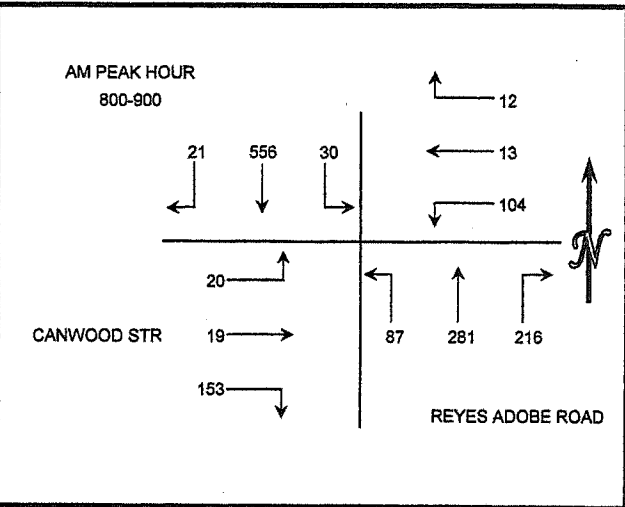 AM PEAK HOUR
800-900
12
21 556 30
13
104
N
20
CANWOOD STR 19
87 281 216
153
REYES ADOBE ROAD